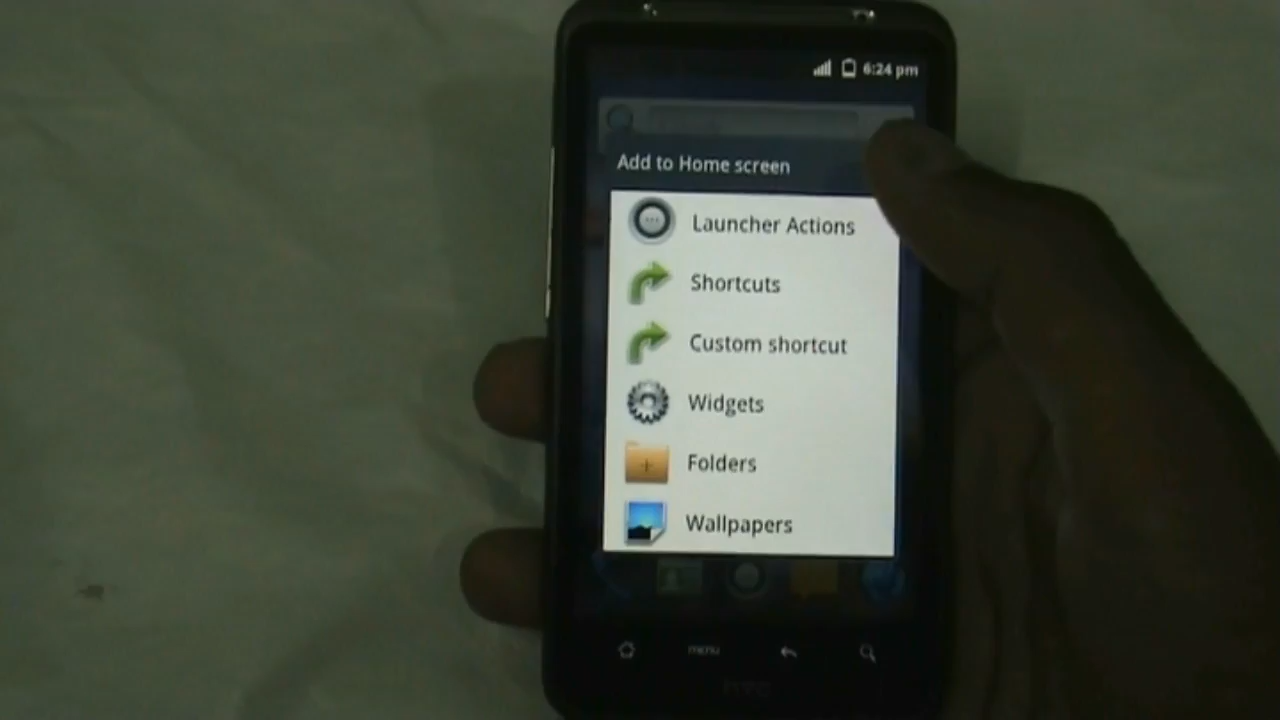 6:24 pm
Add to Home screen
Launcher Actions
Shortcuts
Custom shortcut
Widgets
Folders
Wallpapers
menu
hTC